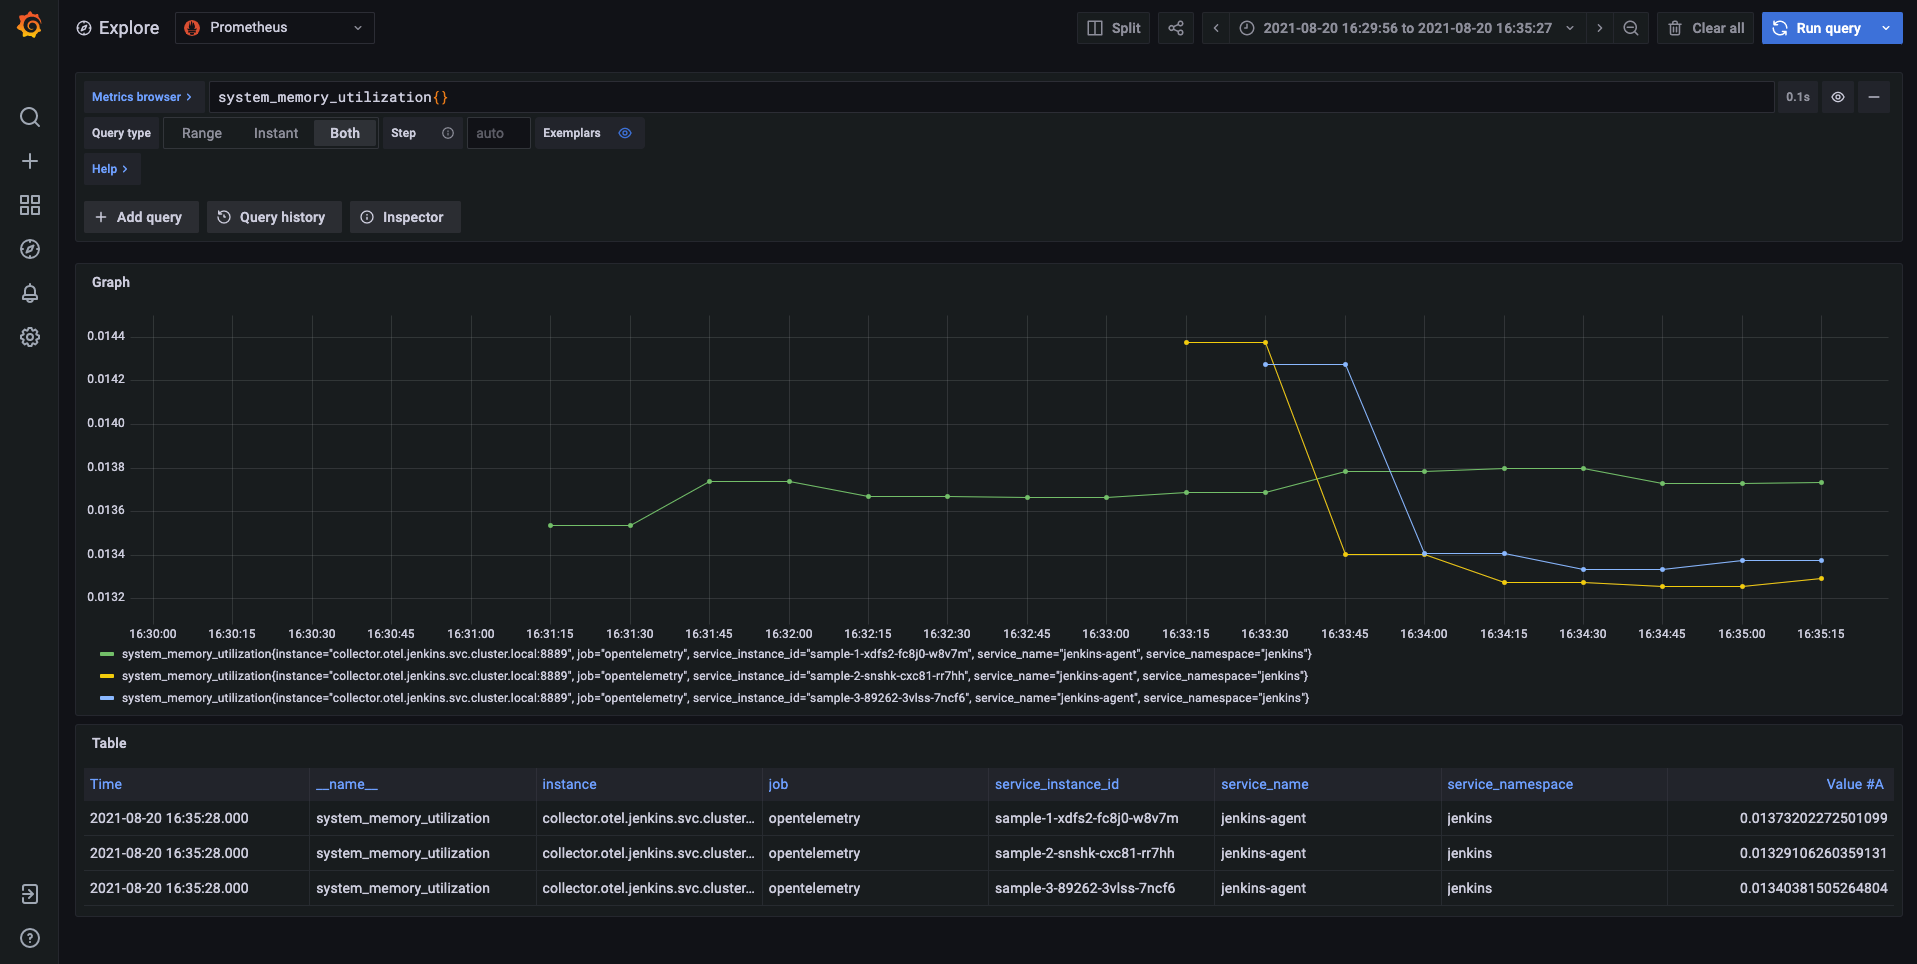 Explore Prometheus Split 2021-08-20 16:29:56 to 2021-08-20 16:35:27 Clear all Run query
Metrics browser > system_memory_utilization{} 0.1s
Query type Range Instant Both Step auto Exemplars
Help >
+ Add query Query history Inspector
Graph
0.0144
0.0142
0.0140
0.0138
0.0136
0.0134
0.0132
16:30:00 16:30:15 16:30:30 16:30:45 16:31:00 16:31:15 16:31:30 16:31:45 16:32:00 16:32:15 16:32:30 16:32:45 16:33:00 16:33:15 16:33:30 16:33:45 16:34:00 16:34:15 16:34:30 16:34:45 16:35:00 16:35:15
system_memory_utilization{instance="collector.otel.jenkins.svc.cluster.local:8889", job="opentelemetry", service_instance_id="sample-1-xdfs2-fc8j0-w8v7m", service_name="jenkins-agent", service_namespace="jenkins"}
system_memory_utilization{instance="collector.otel.jenkins.svc.cluster.local:8889", job="opentelemetry", service_instance_id="sample-2-snshk-cxc81-rr7hh", service_name="jenkins-agent", service_namespace="jenkins"}
system_memory_utilization{instance="collector.otel.jenkins.svc.cluster.local:8889", job="opentelemetry", service_instance_id="sample-3-89262-3vlss-7ncf6", service_name="jenkins-agent", service_namespace="jenkins"}
Table
Time __name__ instance job service_instance_id service_name service_namespace Value #A
2021-08-20 16:35:28.000 system_memory_utilization collector.otel.jenkins.svc.cluster... opentelemetry sample-1-xdfs2-fc8j0-w8v7m jenkins-agent jenkins 0.01373202272501099
2021-08-20 16:35:28.000 system_memory_utilization collector.otel.jenkins.svc.cluster... opentelemetry sample-2-snshk-cxc81-rr7hh jenkins-agent jenkins 0.01329106260359131
2021-08-20 16:35:28.000 system_memory_utilization collector.otel.jenkins.svc.cluster... opentelemetry sample-3-89262-3vlss-7ncf6 jenkins-agent jenkins 0.01340381505264804